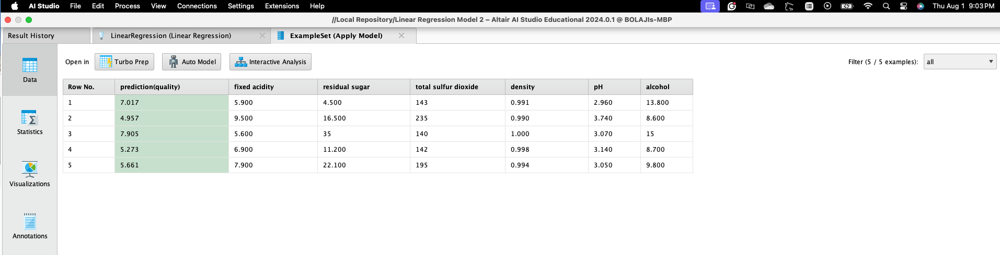 AI Studio File Edit Process View Connections Settings Extensions Help Thu Aug 1 9:03 PM
//Local Repository/Linear Regression Model 2 – Altair AI Studio Educational 2024.0.1 @ BOLAJIs-MBP
Result History LinearRegression (Linear Regression) ExampleSet (Apply Model)
Open in Turbo Prep Auto Model Interactive Analysis Filter (5 / 5 examples): all
Data
Statistics
Visualizations
Annotations
Row No. prediction(quality) fixed acidity residual sugar total sulfur dioxide density pH alcohol
1 7.017 5.900 4.500 143 0.991 2.960 13.800
2 4.957 9.500 16.500 235 0.990 3.740 8.600
3 7.905 5.600 35 140 1.000 3.070 15
4 5.273 6.900 11.200 142 0.998 3.140 8.700
5 5.661 7.900 22.100 195 0.994 3.050 9.800